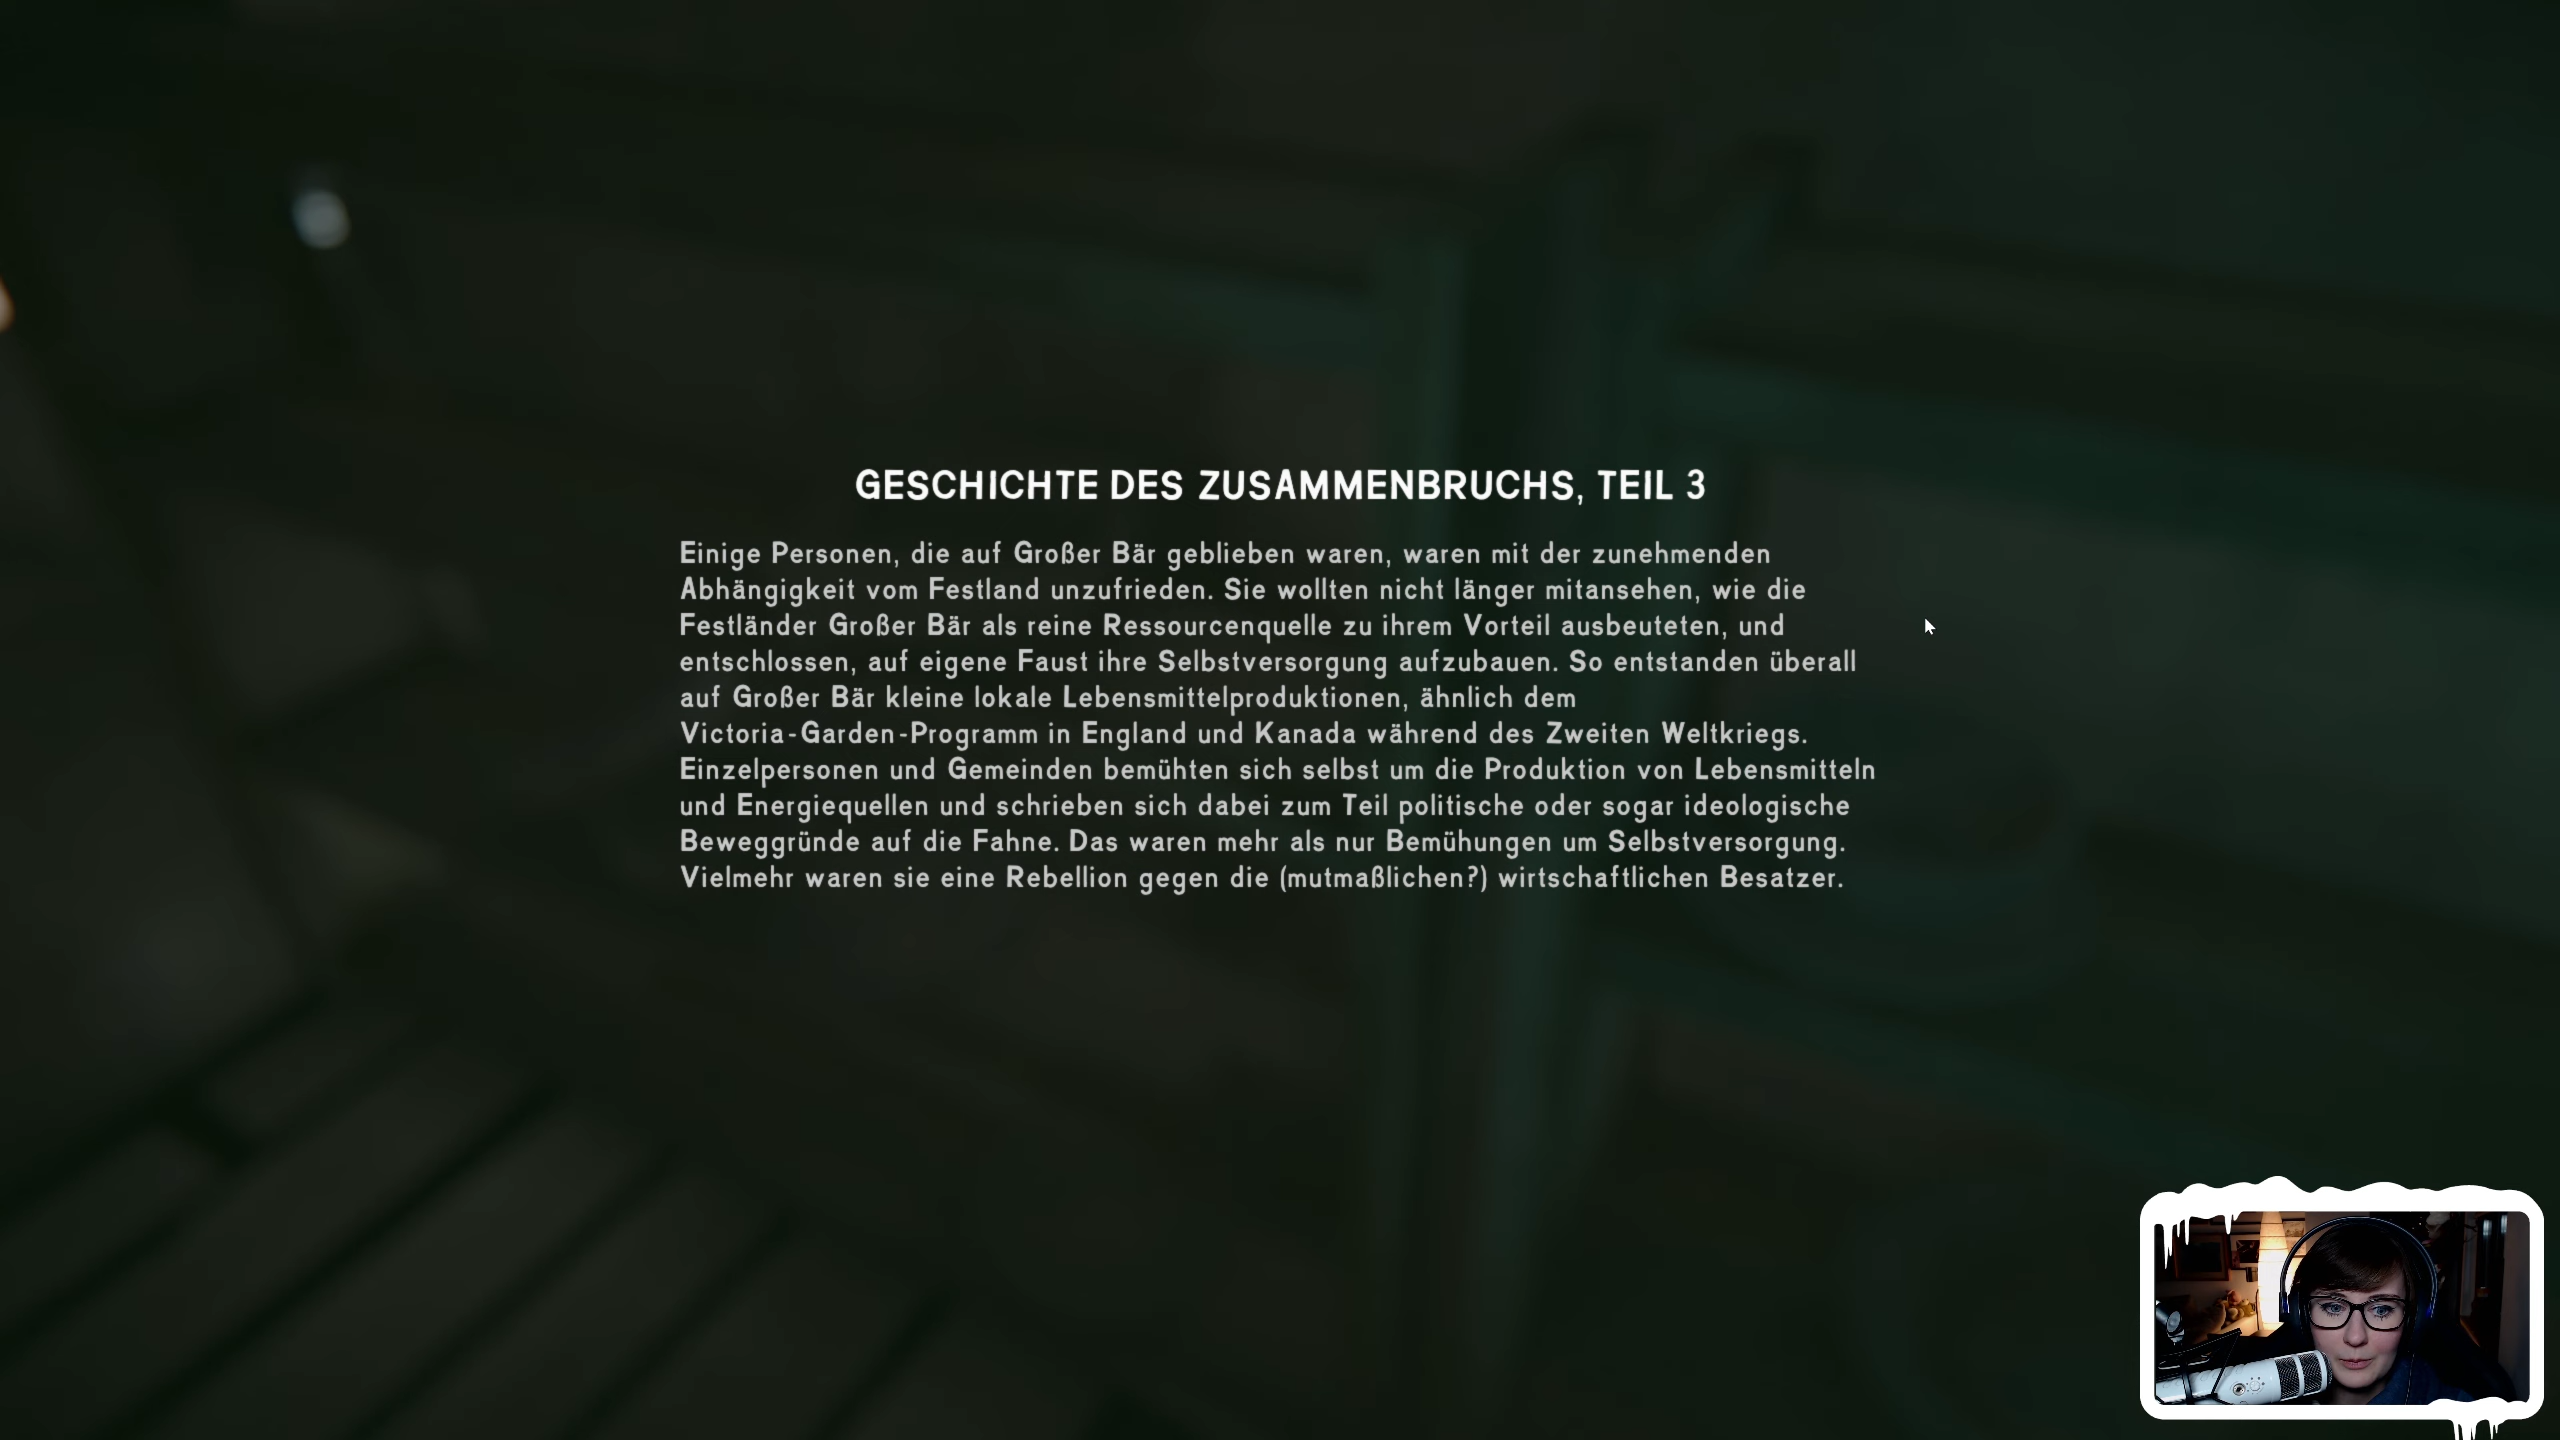 GESCHICHTE DES ZUSAMMENBRUCHS, TEIL 3
Einige Personen, die auf Großer Bär geblieben waren, waren mit der zunehmenden
Abhängigkeit vom Festland unzufrieden. Sie wollten nicht länger mitansehen, wie die
Festländer Großer Bär als reine Ressourcenquelle zu ihrem Vorteil ausbeuteten, und
entschlossen, auf eigene Faust ihre Selbstversorgung aufzubauen. So entstanden überall
auf Großer Bär kleine lokale Lebensmittelproduktionen, ähnlich dem
Victoria-Garden-Programm in England und Kanada während des Zweiten Weltkriegs.
Einzelpersonen und Gemeinden bemühten sich selbst um die Produktion von Lebensmitteln
und Energiequellen und schrieben sich dabei zum Teil politische oder sogar ideologische
Beweggründe auf die Fahne. Das waren mehr als nur Bemühungen um Selbstversorgung.
Vielmehr waren sie eine Rebellion gegen die (mutmaßlichen?) wirtschaftlichen Besatzer.